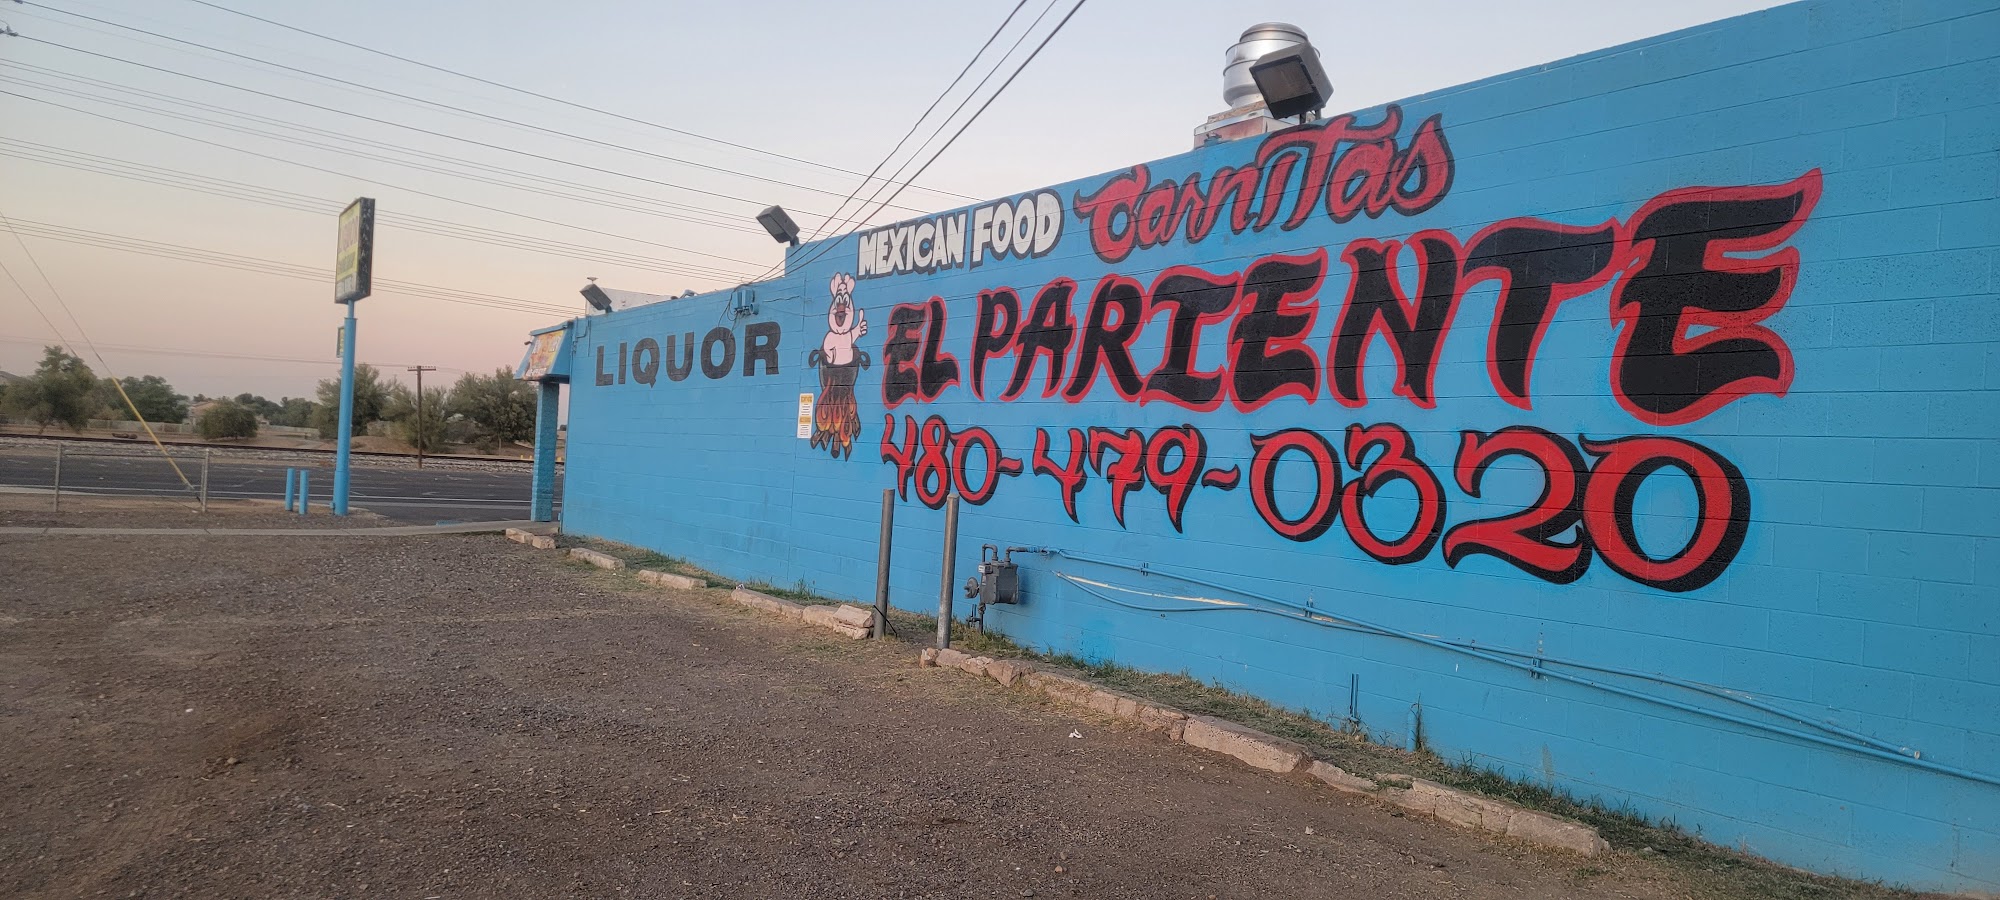 LIQUOR
MEXICAN FOOD Carnitas
EL PARIENTE
480-479-0320